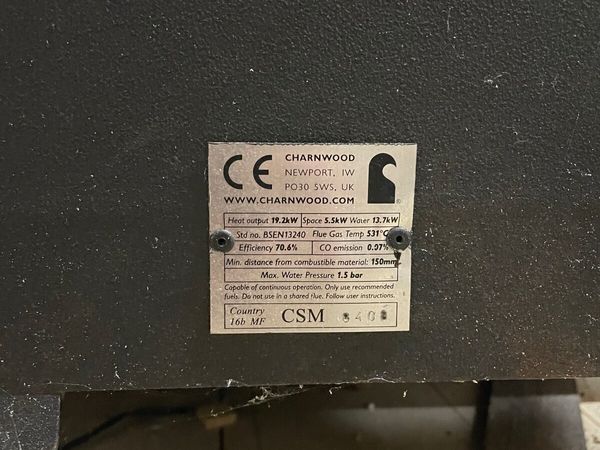 CE
CHARNWOOD
NEWPORT, IW
PO30 5WS, UK
WWW.CHARNWOOD.COM
Heat output 19.2kW Space 5.5kW Water 13.7kW
Std no. BSEN13240 Flue Gas Temp 531°C
Efficiency 70.6% CO emission 0.07%
Min. distance from combustible material: 150mm
Max. Water Pressure 1.5 bar
Capable of continuous operation. Only use recommended
fuels. Do not use in a shared flue. Follow user instructions.
Country
16b MF CSM